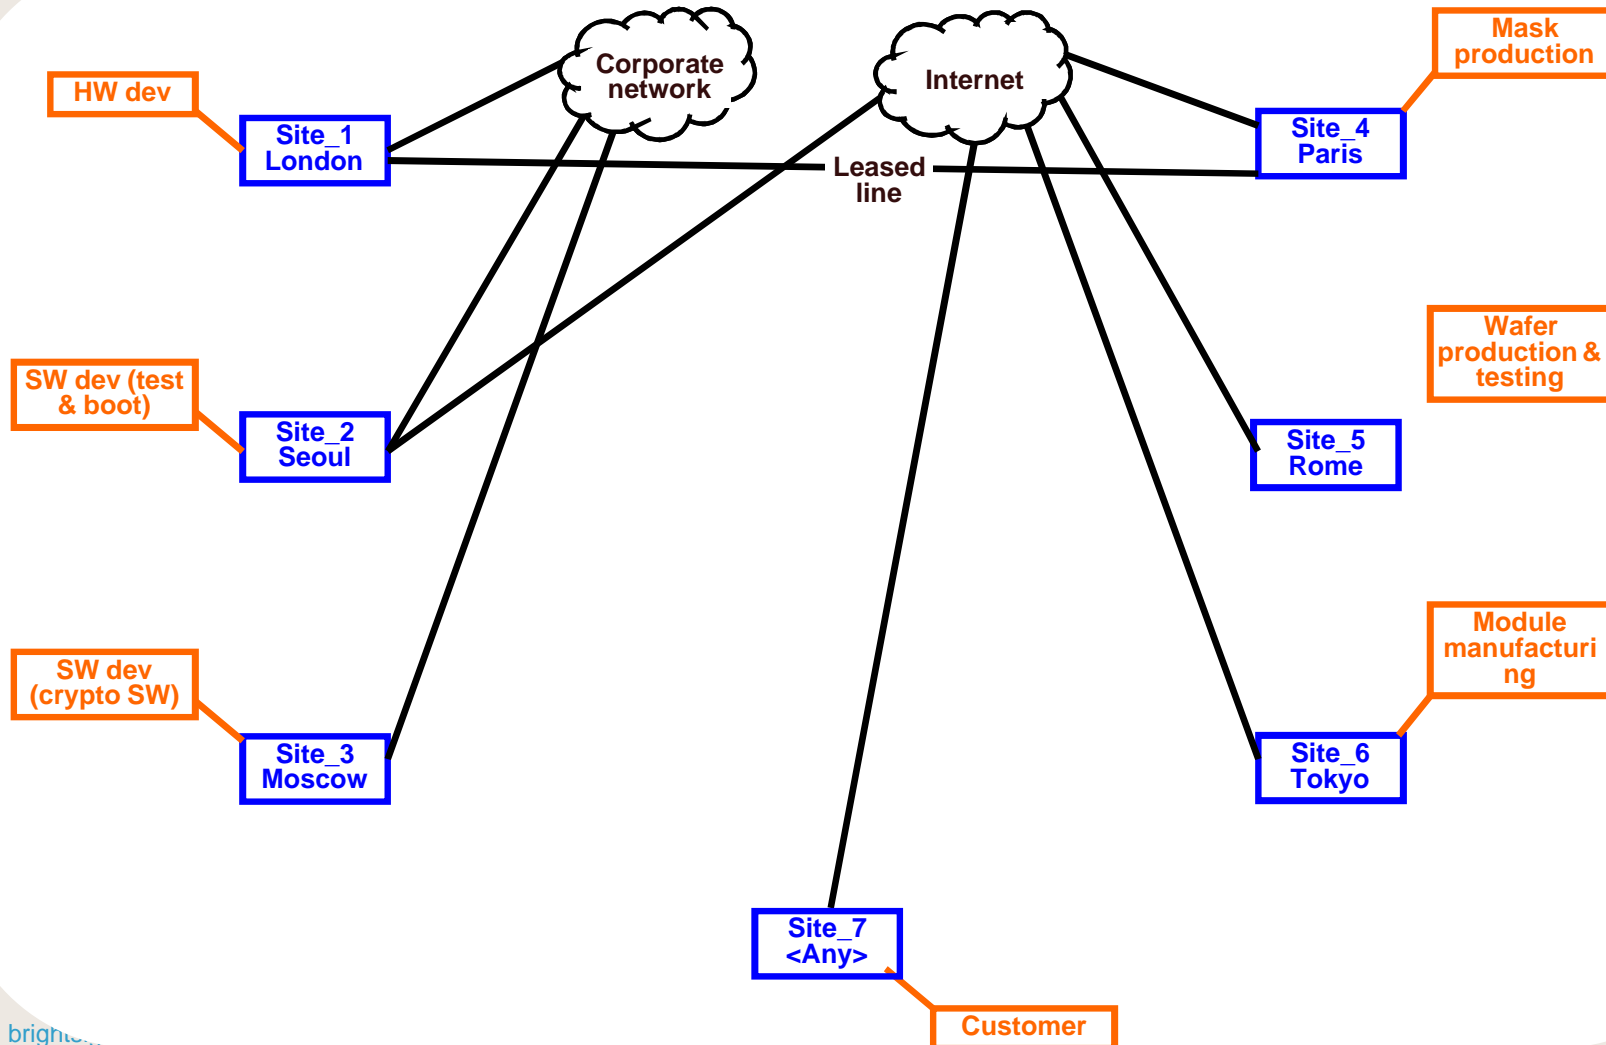 Mask
production
Corporate
network
Internet
HW dev
Site_1
London
Site_4
Paris
Leased
line
Wafer
production &
testing
SW dev (test
& boot)
Site_2
Seoul
Site_5
Rome
Module
manufacturi
ng
SW dev
(crypto SW)
Site_3
Moscow
Site_6
Tokyo
Site_7
<Any>
Customer